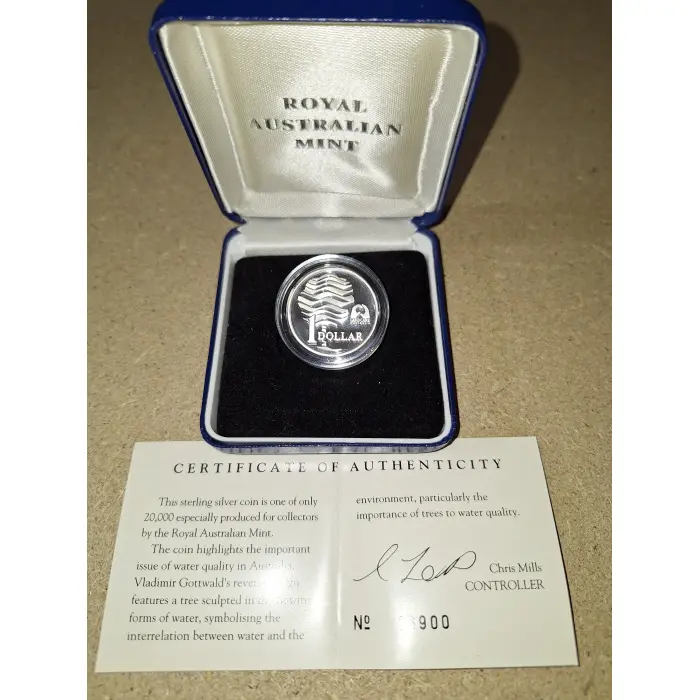 ROYAL
AUSTRALIAN
MINT
DOLLAR
CERTIFICATE OF AUTHENTICITY
This sterling silver coin is one of only
20,000 especially produced for collectors
by the Royal Australian Mint.
The coin highlights the important
issue of water quality in
Vladimir Gottwald's
features a tree sculpted in
forms of water, symbolising the
interrelation between water and the
environment, particularly the
importance of trees to water quality.
Chris Mills
CONTROLLER
Nº 900